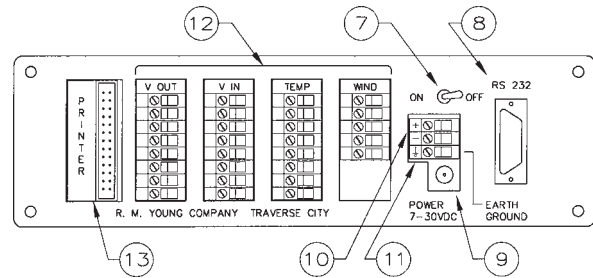 12
7
8
V OUT
V IN
TEMP
WIND
ON
OFF
RS 232
PRINTER
+
−
R. M. YOUNG COMPANY TRAVERSE CITY
POWER
7-30VDC
EARTH
GROUND
13
10
11
9